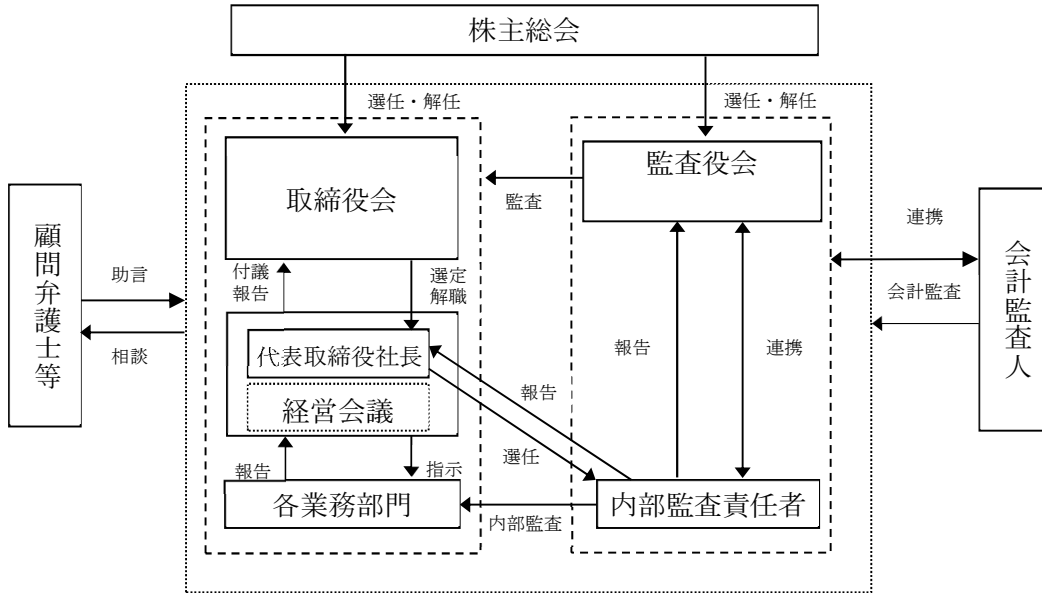 株主総会
選任・解任
選任・解任
取締役会
監査役会
監査
顧問弁護士等
助言
相談
連携
会計監査
会計監査人
付議
報告
選定
解職
代表取締役社長
経営会議
報告
選任
報告
連携
報告
指示
各業務部門
内部監査
内部監査責任者